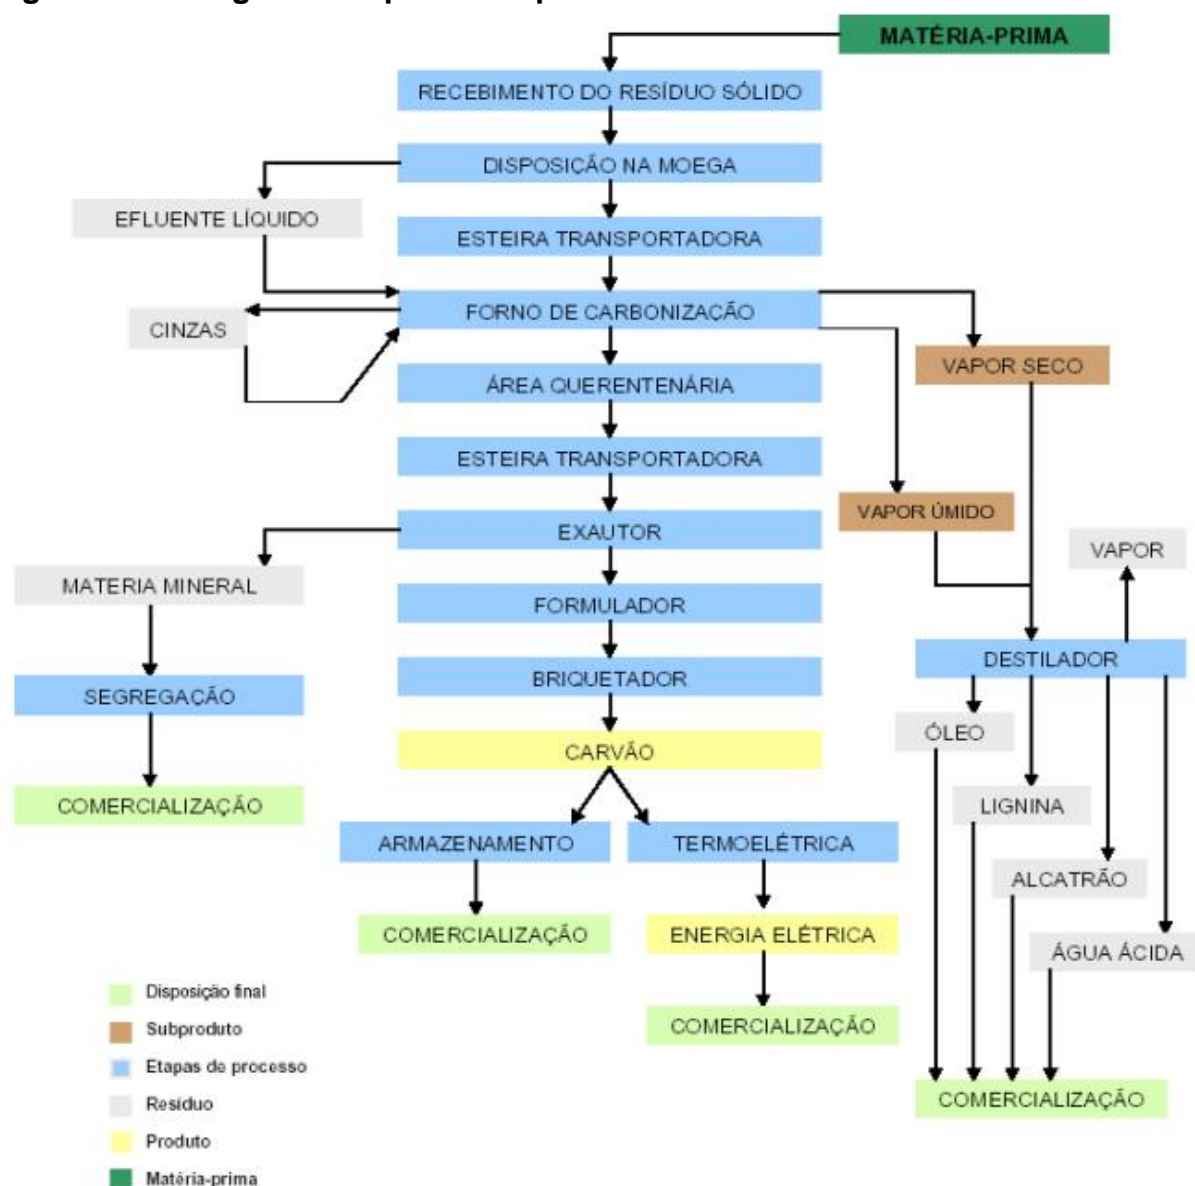 MATÉRIA-PRIMA
RECEBIMENTO DO RESÍDUO SÓLIDO
DISPOSIÇÃO NA MOEGA
EFLUENTE LÍQUIDO
ESTEIRA TRANSPORTADORA
FORNO DE CARBONIZAÇÃO
CINZAS
VAPOR SECO
ÁREA QUERENTENÁRIA
ESTEIRA TRANSPORTADORA
VAPOR ÚMIDO
EXAUTOR
VAPOR
MATERIA MINERAL
FORMULADOR
DESTILADOR
BRIQUETADOR
SEGREGAÇÃO
ÓLEO
CARVÃO
COMERCIALIZAÇÃO
LIGNINA
ARMAZENAMENTO
TERMOELÉTRICA
ALCATRÃO
COMERCIALIZAÇÃO
ENERGIA ELÉTRICA
ÁGUA ÁCIDA
COMERCIALIZAÇÃO
COMERCIALIZAÇÃO
Disposição final
Subproduto
Etapas de processo
Resíduo
Produto
Matéria-prima